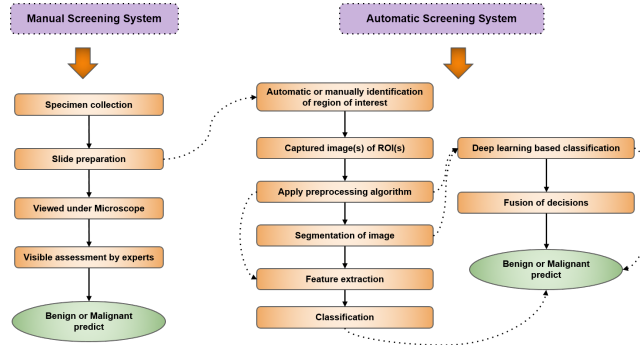 Manual Screening System
Automatic Screening System
Specimen collection
Slide preparation
Viewed under Microscope
Visible assessment by experts
Benign or Malignant
predict
Automatic or manually identification
of region of interest
Captured image(s) of ROI(s)
Apply preprocessing algorithm
Segmentation of image
Feature extraction
Classification
Deep learning based classification
Fusion of decisions
Benign or Malignant
predict